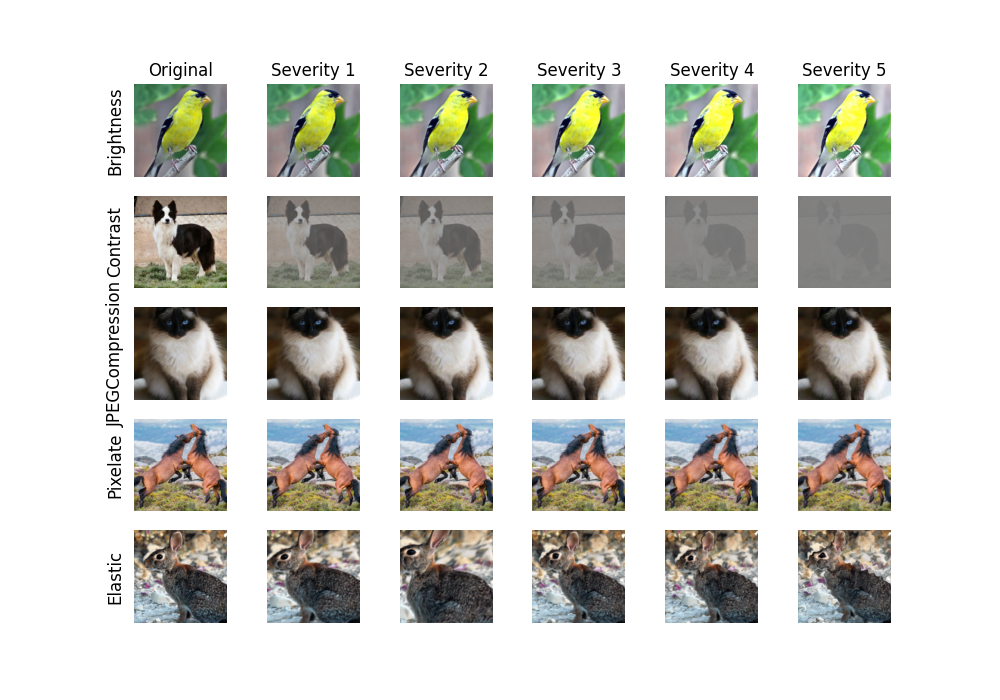 Original Severity 1 Severity 2 Severity 3 Severity 4 Severity 5
Brightness
Contrast
JPEGCompression
Pixelate
Elastic